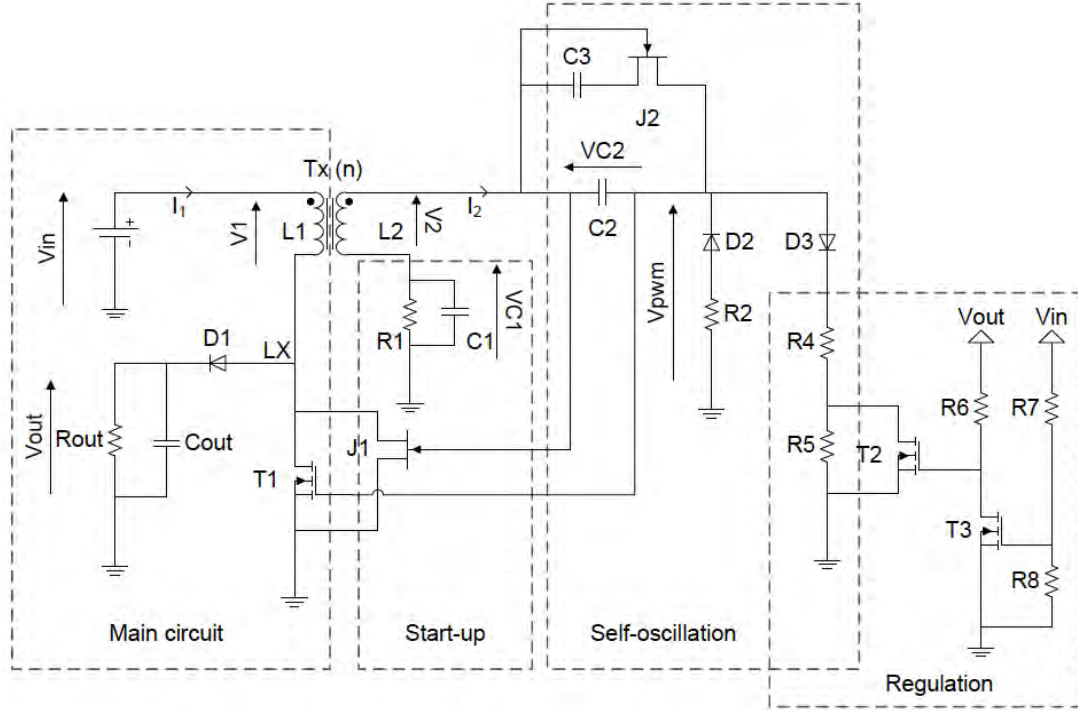 C3
J2
VC2
Tx (n)
I1
V1
L1
L2
V2
I2
C2
Vin
+
-
Vpwm
D2
D3
R2
VC1
R1
C1
D1
LX
Vout
Rout
Cout
J1
T1
R4
R5
T2
Vout
Vin
R6
R7
T3
R8
Main circuit
Start-up
Self-oscillation
Regulation